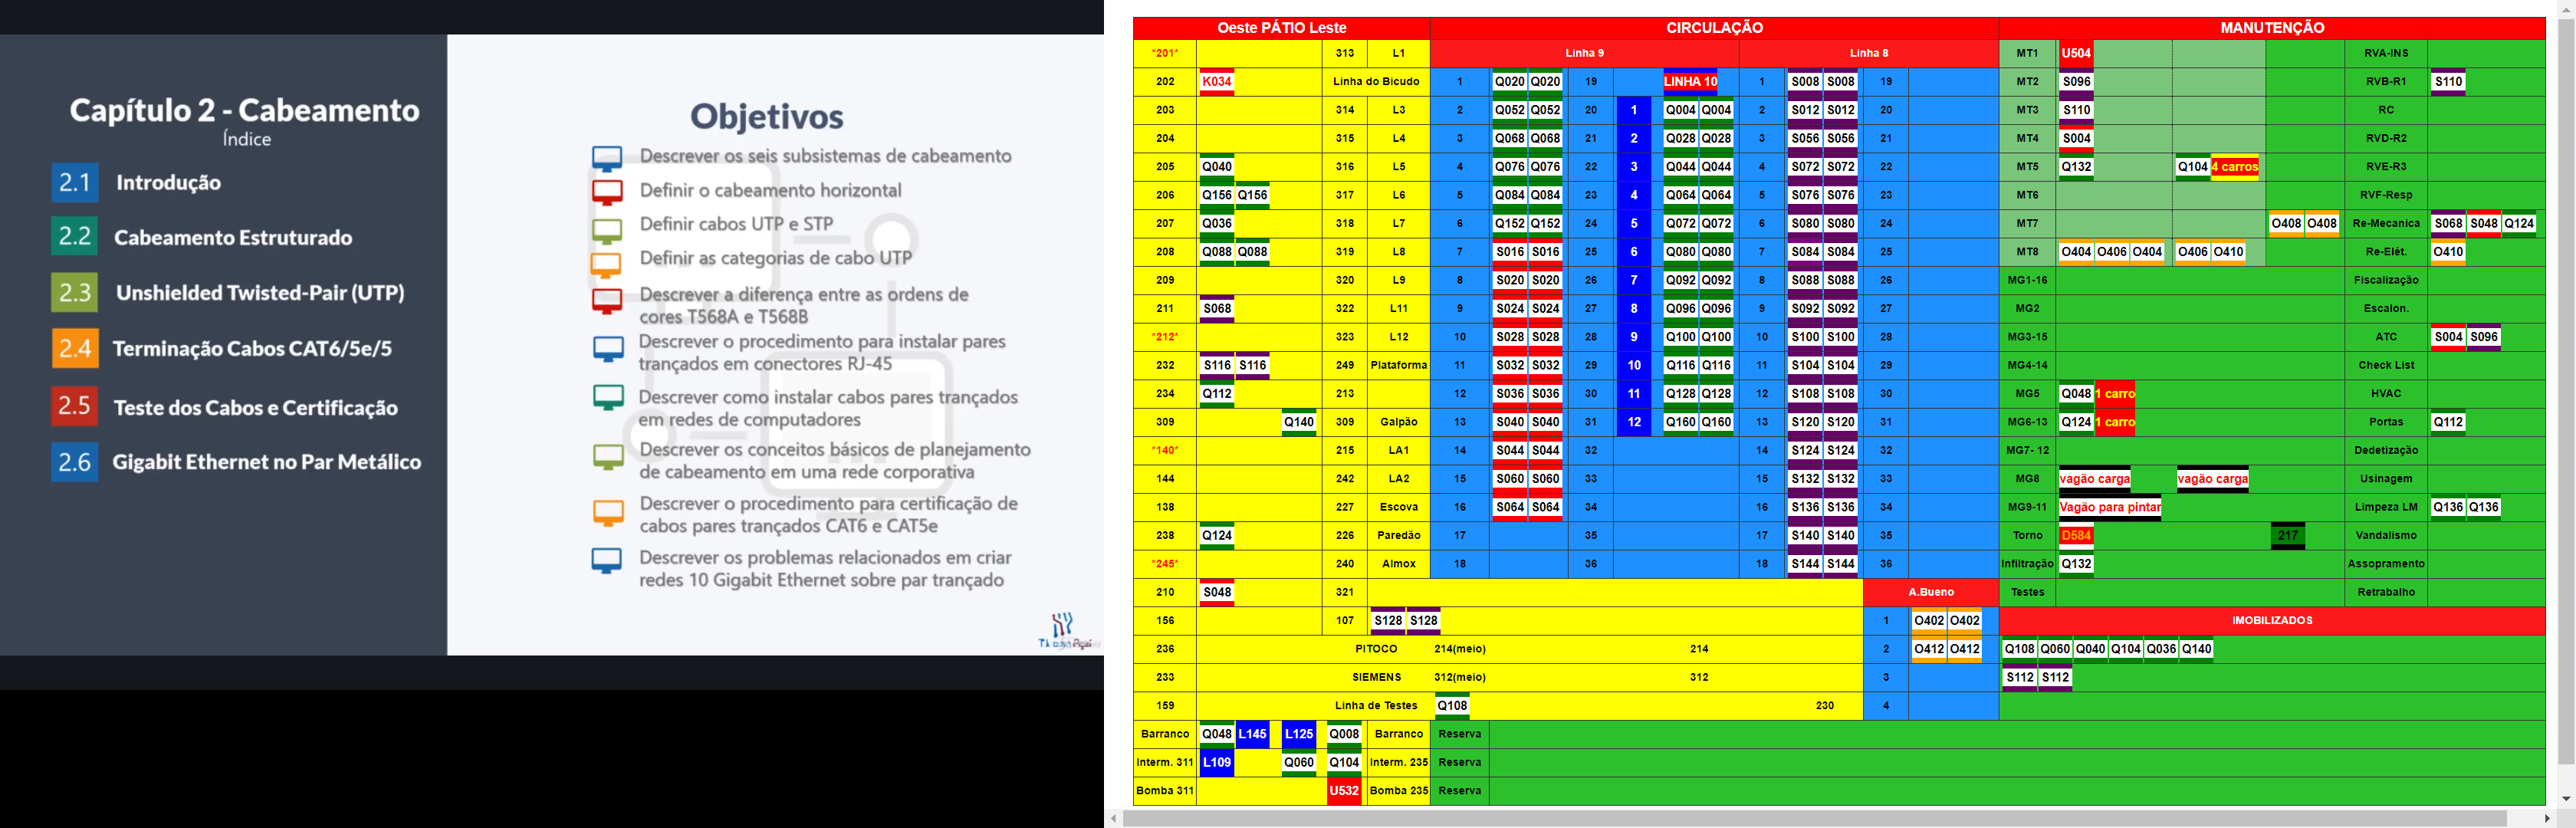 Capítulo 2 - Cabeamento
Índice
2.1 Introdução
2.2 Cabeamento Estruturado
2.3 Unshielded Twisted-Pair (UTP)
2.4 Terminação Cabos CAT6/5e/5
2.5 Teste dos Cabos e Certificação
2.6 Gigabit Ethernet no Par Metálico
Objetivos
Descrever os seis subsistemas de cabeamento
Definir o cabeamento horizontal
Definir cabos UTP e STP
Definir as categorias de cabo UTP
Descrever a diferença entre as ordens de
cores T568A e T568B
Descrever o procedimento para instalar pares
trançados em conectores RJ-45
Descrever como instalar cabos pares trançados
em redes de computadores
Descrever os conceitos básicos de planejamento
de cabeamento em uma rede corporativa
Descrever o procedimento para certificação de
cabos pares trançados CAT6 e CAT5e
Descrever os problemas relacionados em criar
redes 10 Gigabit Ethernet sobre par trançado
Oeste PÁTIO Leste CIRCULAÇÃO MANUTENÇÃO
*201* 313 L1 Linha 9 Linha 8 MT1 U504 RVA-INS
202 K034 Linha do Bicudo 1 Q020 Q020 19 LINHA 10 1 S008 S008 19 MT2 S096 RVB-R1 S110
203 314 L3 2 Q052 Q052 20 1 Q004 Q004 2 S012 S012 20 MT3 S110 RC
204 315 L4 3 Q068 Q068 21 2 Q028 Q028 3 S056 S056 21 MT4 S004 RVD-R2
205 Q040 316 L5 4 Q076 Q076 22 3 Q044 Q044 4 S072 S072 22 MT5 Q132 Q104 4 carros RVE-R3
206 Q156 Q156 317 L6 5 Q084 Q084 23 4 Q064 Q064 5 S076 S076 23 MT6 RVF-Resp
207 Q036 318 L7 6 Q152 Q152 24 5 Q072 Q072 6 S080 S080 24 MT7 O408 O408 Re-Mecanica S068 S048 Q124
208 Q088 Q088 319 L8 7 S016 S016 25 6 Q080 Q080 7 S084 S084 25 MT8 O404 O406 O404 O406 O410 Re-Elét. O410
209 320 L9 8 S020 S020 26 7 Q092 Q092 8 S088 S088 26 MG1-16 Fiscalização
211 S068 322 L11 9 S024 S024 27 8 Q096 Q096 9 S092 S092 27 MG2 Escalon.
*212* 323 L12 10 S028 S028 28 9 Q100 Q100 10 S100 S100 28 MG3-15 ATC S004 S096
232 S116 S116 249 Plataforma 11 S032 S032 29 10 Q116 Q116 11 S104 S104 29 MG4-14 Check List
234 Q112 213 12 S036 S036 30 11 Q128 Q128 12 S108 S108 30 MG5 Q048 1 carro HVAC
309 Q140 309 Galpão 13 S040 S040 31 12 Q160 Q160 13 S120 S120 31 MG6-13 Q124 1 carro Portas Q112
*140* 215 LA1 14 S044 S044 32 14 S124 S124 32 MG7- 12 Dedetização
144 242 LA2 15 S060 S060 33 15 S132 S132 33 MG8 vagão carga vagão carga Usinagem
138 227 Escova 16 S064 S064 34 16 S136 S136 34 MG9-11 Vagão para pintar Limpeza LM Q136 Q136
238 Q124 226 Paredão 17 35 17 S140 S140 35 Torno D584 217 Vandalismo
*245* 240 Almox 18 36 18 S144 S144 36 Infiltração Q132 Assopramento
210 S048 321 A.Bueno Testes Retrabalho
156 107 S128 S128 1 O402 O402 IMOBILIZADOS
236 PITOCO 214(meio) 214 2 O412 O412 Q108 Q060 Q040 Q104 Q036 Q140
233 SIEMENS 312(meio) 312 3 S112 S112
159 Linha de Testes Q108 230 4
Barranco Q048 L145 L125 Q008 Barranco Reserva
Interm. 311 L109 Q060 Q104 Interm. 235 Reserva
Bomba 311 U532 Bomba 235 Reserva